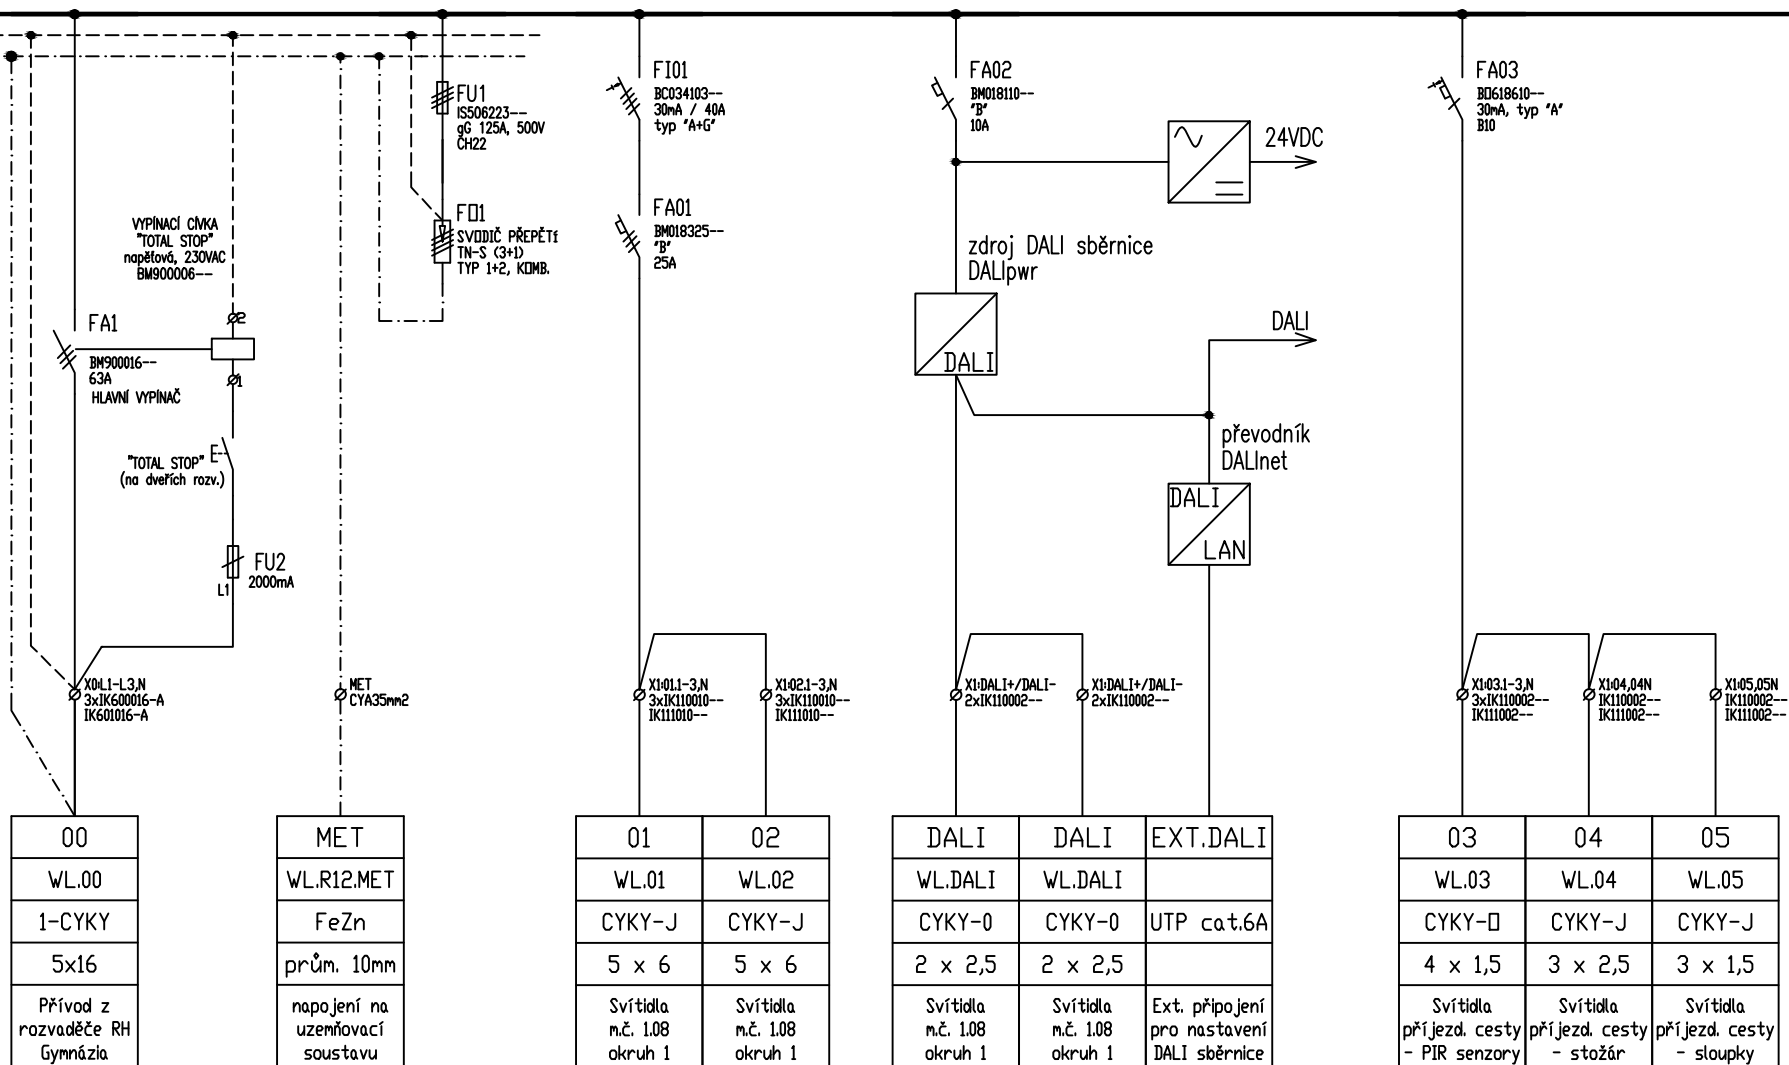 FU1
IS506223--
gG 125A, 500V
CH22
FO1
SVODIČ PŘEPĚTí
TN-S (3+1)
TYP 1+2, KOMB.
VYPÍNACÍ CÍVKA
"TOTAL STOP"
napěťová, 230VAC
BM900006--
2
1
FA1
BM900016--
63A
HLAVNÍ VYPÍNAČ
"TOTAL STOP"
(na dveřích rozv.)
E
FU2
2000mA
L1
X0:L1-L3,N
3xIK600016-A
IK601016-A
MET
CYA35mm2
FI01
BC034103--
30mA / 40A
typ "A+G"
FA01
BM018325--
"B"
25A
X1:01.1-3,N
3xIK110010--
IK111010--
X1:02.1-3,N
3xIK110010--
IK111010--
FA02
BM018110--
"B"
10A
24VDC
zdroj DALI sběrnice
DALIpwr
DALI
DALI
převodník
DALInet
DALI
LAN
X1:DALI+/DALI-
2xIK110002--
X1:DALI+/DALI-
2xIK110002--
FA03
BO618610--
30mA, typ "A"
B10
X1:03.1-3,N
3xIK110002--
IK111002--
X1:04,04N
IK110002--
IK111002--
X1:05,05N
IK110002--
IK111002--
00
WL.00
1-CYKY
5x16
Přívod z
rozvaděče RH
Gymnázia
MET
WL.R12.MET
FeZn
prům. 10mm
napojení na
uzemňovací
soustavu
01
WL.01
CYKY-J
5 x 6
Svítidla
m.č. 1.08
okruh 1
02
WL.02
CYKY-J
5 x 6
Svítidla
m.č. 1.08
okruh 1
DALI
WL.DALI
CYKY-0
2 x 2,5
Svítidla
m.č. 1.08
okruh 1
DALI
WL.DALI
CYKY-0
2 x 2,5
Svítidla
m.č. 1.08
okruh 1
EXT.DALI
UTP cat.6A
Ext. připojení
pro nastavení
DALI sběrnice
03
WL.03
CYKY-O
4 x 1,5
Svítidla
příjezd. cesty
- PIR senzory
04
WL.04
CYKY-J
3 x 2,5
Svítidla
příjezd. cesty
- stožár
05
WL.05
CYKY-J
3 x 1,5
Svítidla
příjezd. cesty
- sloupky